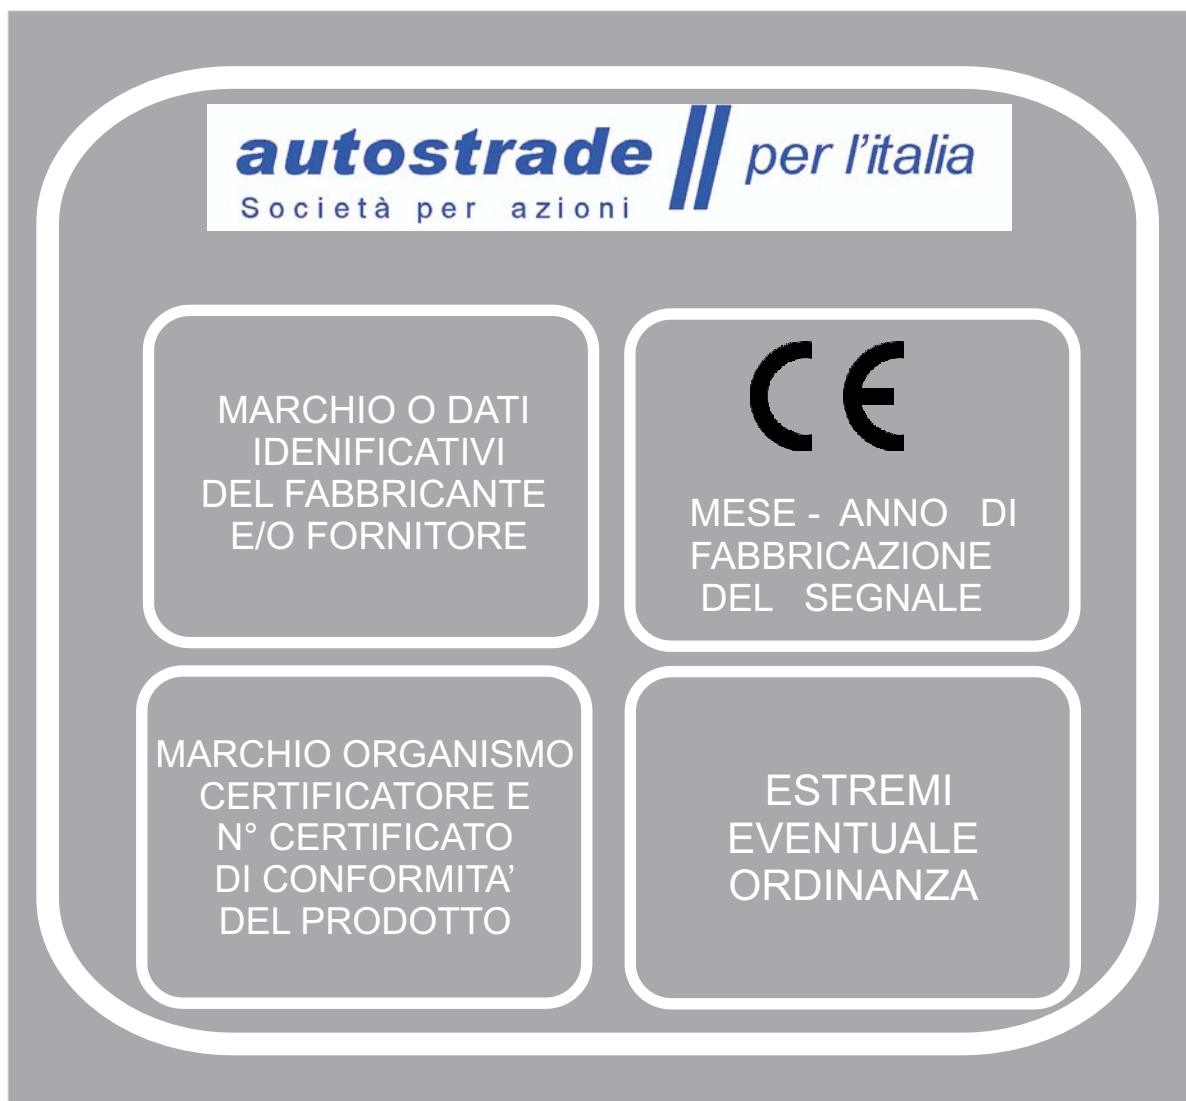 autostrade // per l'italia
Società per azioni
MARCHIO O DATI
IDENIFICATIVI
DEL FABBRICANTE
E/O FORNITORE
CE
MESE - ANNO DI
FABBRICAZIONE
DEL SEGNALE
MARCHIO ORGANISMO
CERTIFICATORE E
N° CERTIFICATO
DI CONFORMITA’
DEL PRODOTTO
ESTREMI
EVENTUALE
ORDINANZA